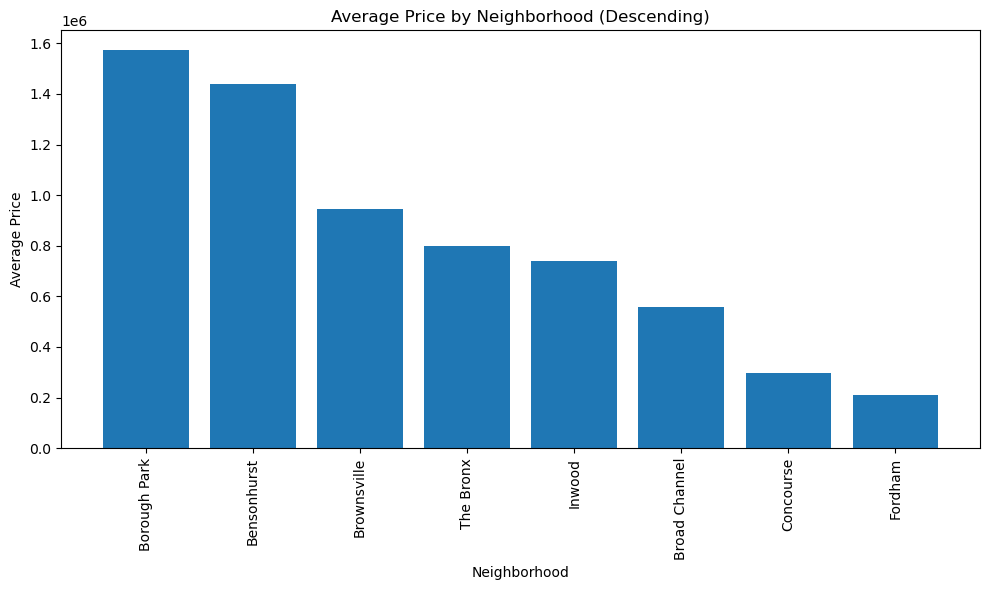 Average Price by Neighborhood (Descending)
1e6
1.6
1.4
1.2
1.0
0.8
0.6
0.4
0.2
0.0
Average Price
Borough Park
Bensonhurst
Brownsville
The Bronx
Inwood
Broad Channel
Concourse
Fordham
Neighborhood